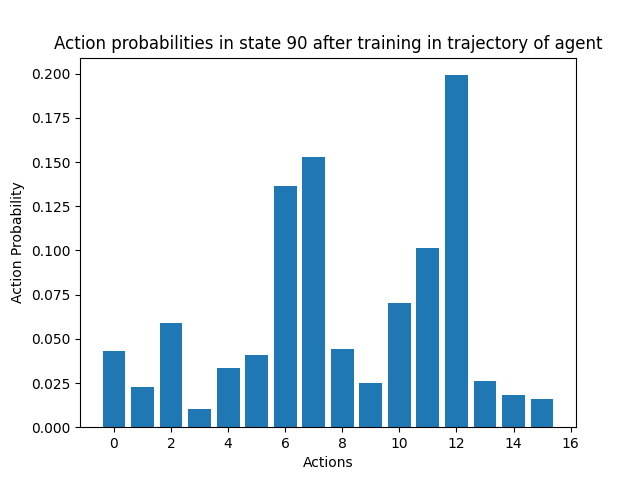 Action probabilities in state 90 after training in trajectory of agent
0.200
0.175
0.150
0.125
0.100
0.075
0.050
0.025
0.000
Action Probability
0 2 4 6 8 10 12 14 16
Actions